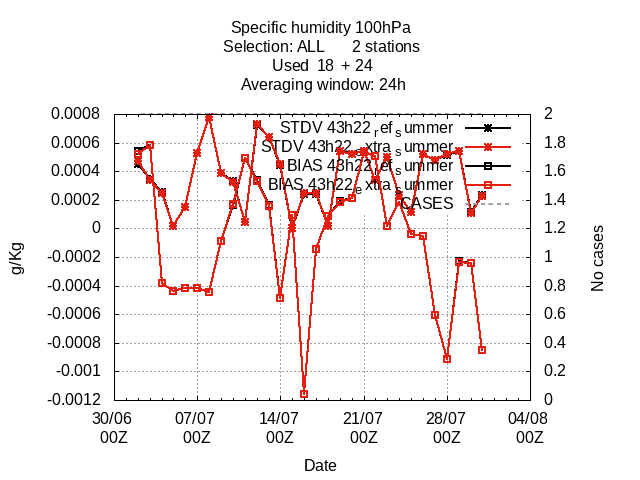 Specific humidity 100hPa
Selection: ALL 2 stations
Used 18 + 24
Averaging window: 24h
0.0008
0.0006
0.0004
0.0002
0
-0.0002
-0.0004
-0.0006
-0.0008
-0.001
-0.0012
g/Kg
STDV 43h22_ref_summer
STDV 43h22_extra_summer
BIAS 43h22_ref_summer
BIAS 43h22_extra_summer
CASES
2
1.8
1.6
1.4
1.2
1
0.8
0.6
0.4
0.2
0
No cases
30/06 07/07 14/07 21/07 28/07 04/08
00Z 00Z 00Z 00Z 00Z 00Z
Date